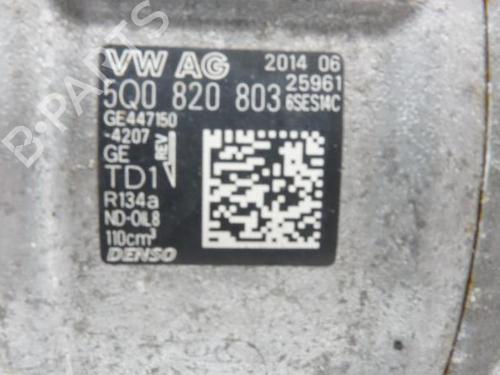 VW AG 2014 06
25961
5Q0 820 803 6SES14C
GE447150
-4207
GE REV
TD1
R134a
ND-OIL8
110cm³
DENSO
B-PARTS